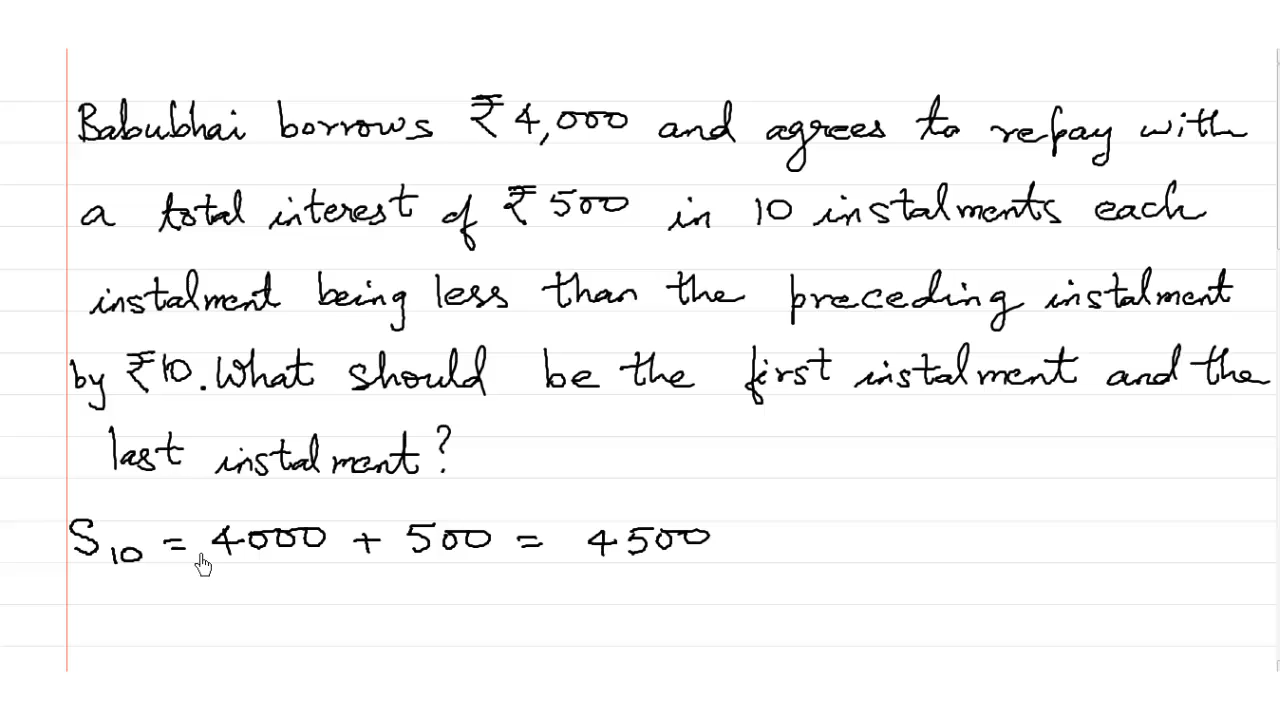 Babubhai borrows ₹4,000 and agrees to repay with
a total interest of ₹500 in 10 instalments each
instalment being less than the preceding instalment
by ₹10. What should be the first instalment and the
last instalment?
S₁₀ = 4000 + 500 = 4500